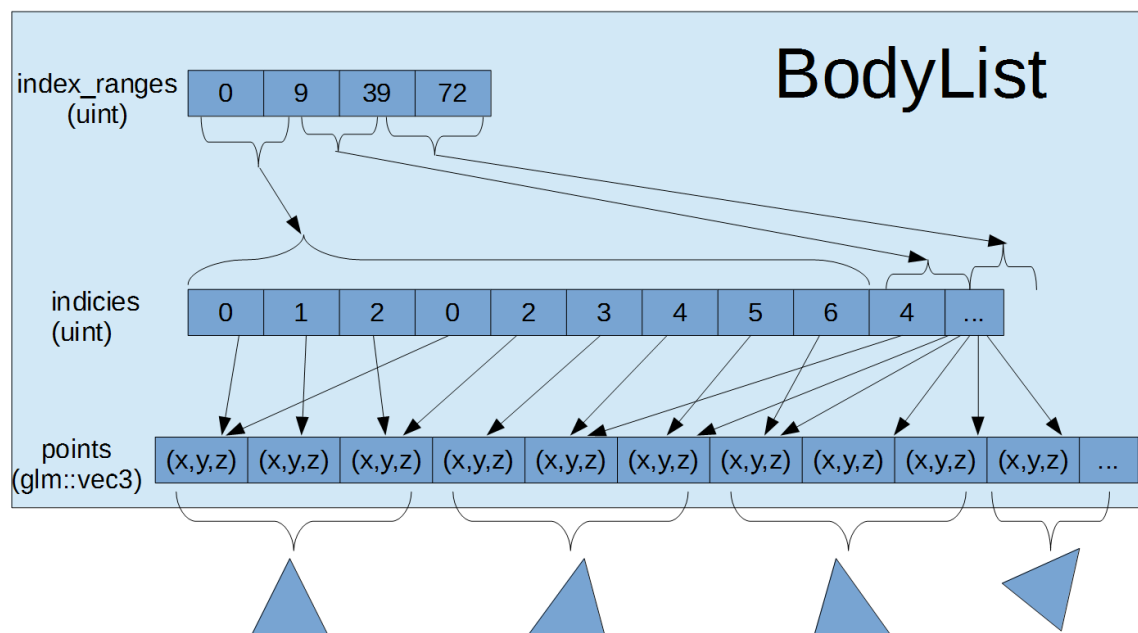 BodyList
index_ranges
(uint)
0 9 39 72
indicies
(uint)
0 1 2 0 2 3 4 5 6 4 ...
points
(glm::vec3)
(x,y,z) (x,y,z) (x,y,z) (x,y,z) (x,y,z) (x,y,z) (x,y,z) (x,y,z) (x,y,z) (x,y,z) ...